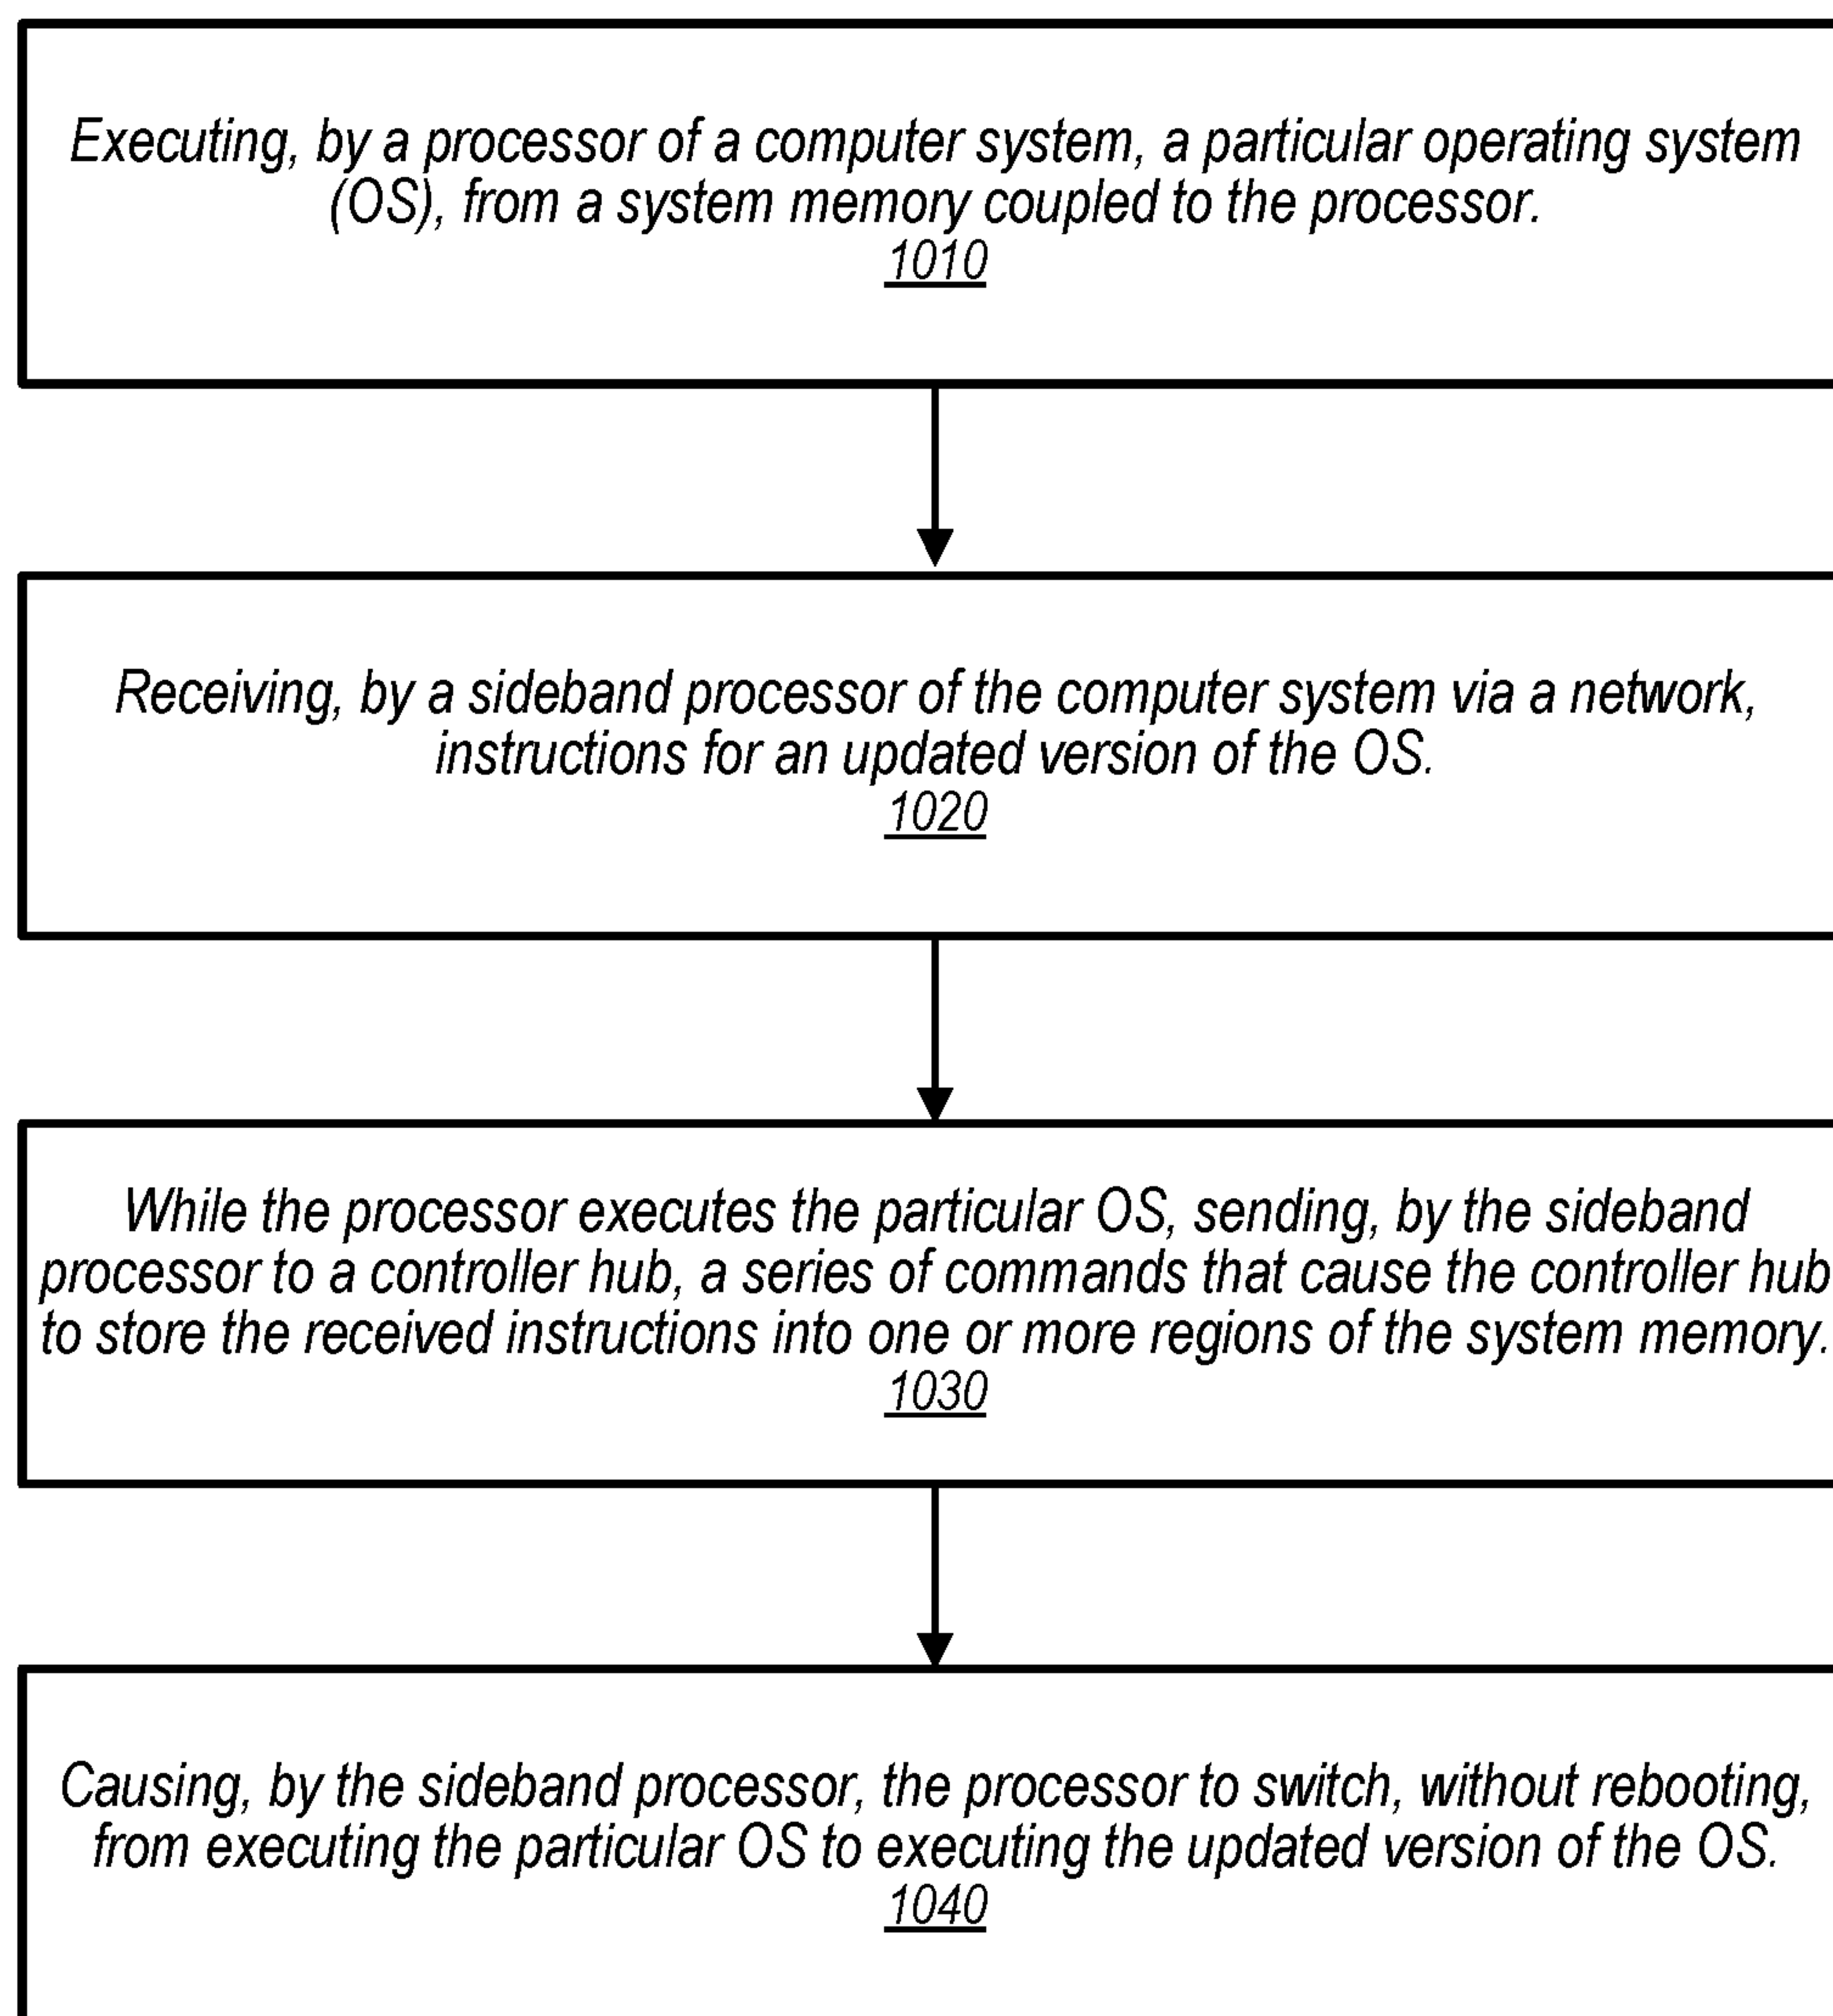 Executing, by a processor of a computer system, a particular operating system
(OS), from a system memory coupled to the processor.
1010
Receiving, by a sideband processor of the computer system via a network,
instructions for an updated version of the OS.
1020
While the processor executes the particular OS, sending, by the sideband
processor to a controller hub, a series of commands that cause the controller hub
to store the received instructions into one or more regions of the system memory.
1030
Causing, by the sideband processor, the processor to switch, without rebooting,
from executing the particular OS to executing the updated version of the OS.
1040